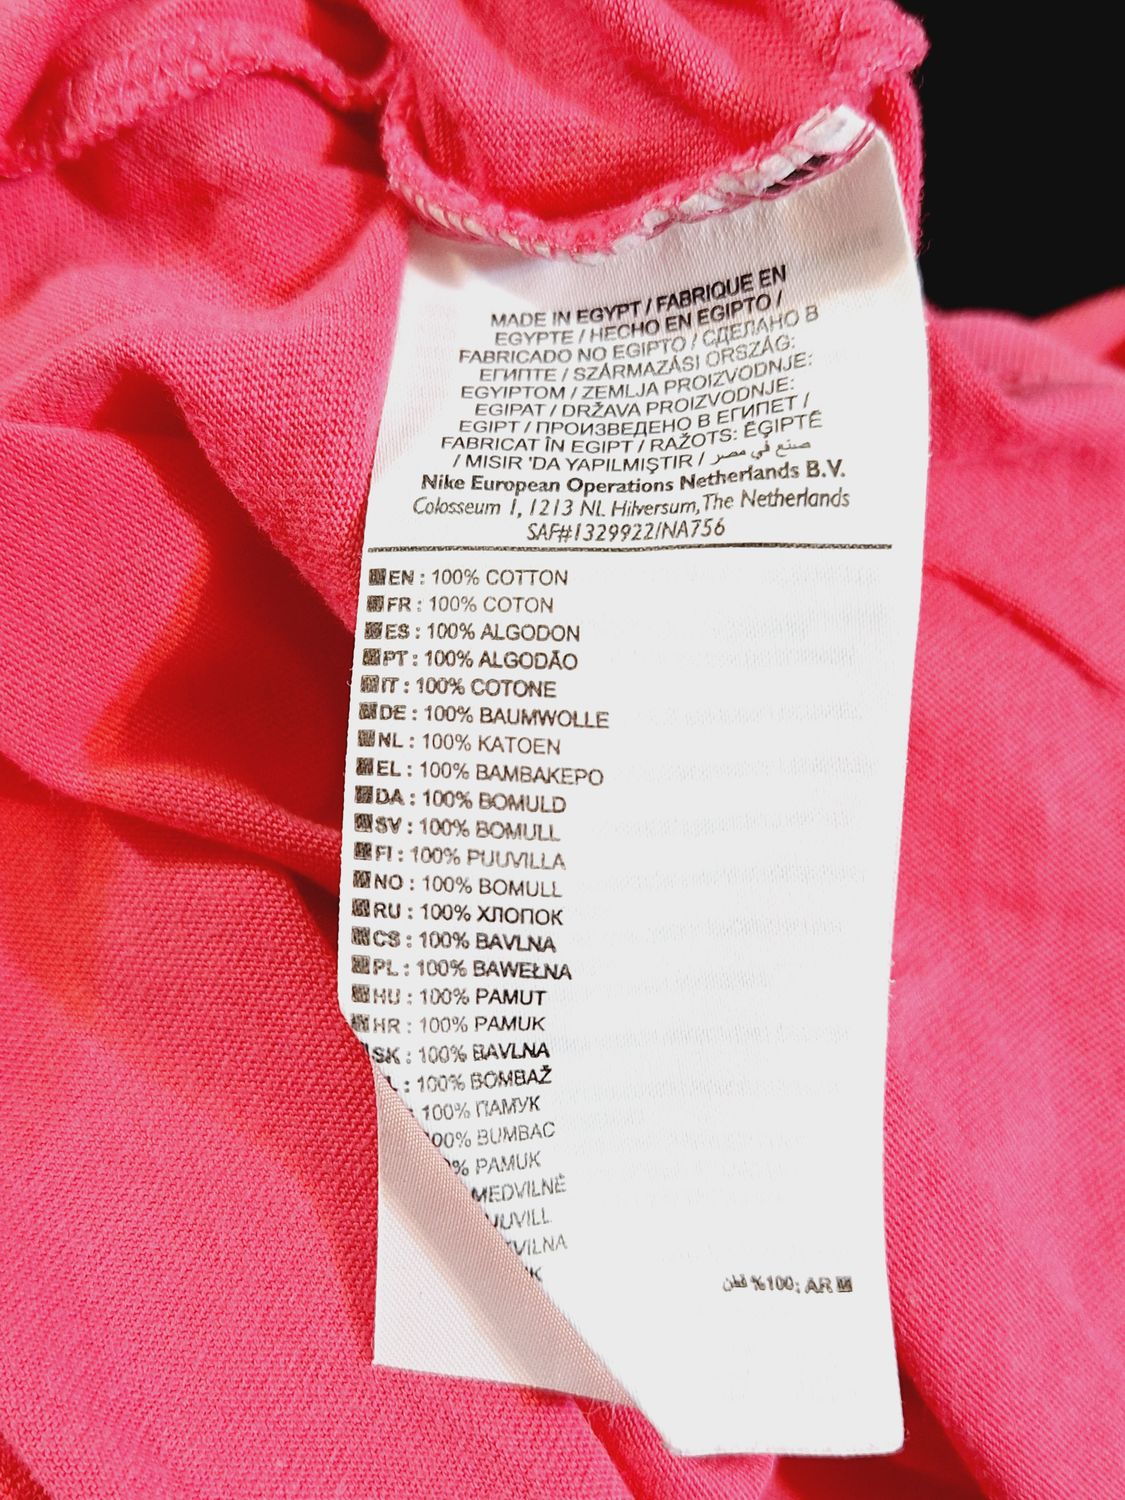 MADE IN EGYPT / FABRIQUE EN
EGYPTE / HECHO EN EGIPTO /
FABRICADO NO EGIPTO / СДЕЛАНО В
ЕГИПТЕ / SZÁRMAZÁSI ORSZÁG:
EGYIPTOM / ZEMLJA PROIZVODNJE:
EGIPAT / DRŽAVA PROIZVODNJE:
EGIPT / ПРОИЗВЕДЕНО В ЕГИПЕТ /
FABRICAT ÎN EGIPT / RAŽOTS: ĒĢIPTĒ
/ MISIR 'DA YAPILMIŞTIR / صنع في مصر
Nike European Operations Netherlands B.V.
Colosseum 1, 1213 NL Hilversum, The Netherlands
SAF#1329922/NA756
EN : 100% COTTON
FR : 100% COTON
ES : 100% ALGODON
PT : 100% ALGODÃO
IT : 100% COTONE
DE : 100% BAUMWOLLE
NL : 100% KATOEN
EL : 100% ΒΑΜΒΑΚΕΡΟ
DA : 100% BOMULD
SV : 100% BOMULL
FI : 100% PUUVILLA
NO : 100% BOMULL
RU : 100% ХЛОПОК
CS : 100% BAVLNA
PL : 100% BAWEŁNA
HU : 100% PAMUT
HR : 100% PAMUK
SK : 100% BAVLNA
: 100% BOMBAŽ
100% ПАМУК
00% BUMBAC
% PAMUK
MEDVILNĖ
UUVILL
VILNA
K
AR :100% قطن